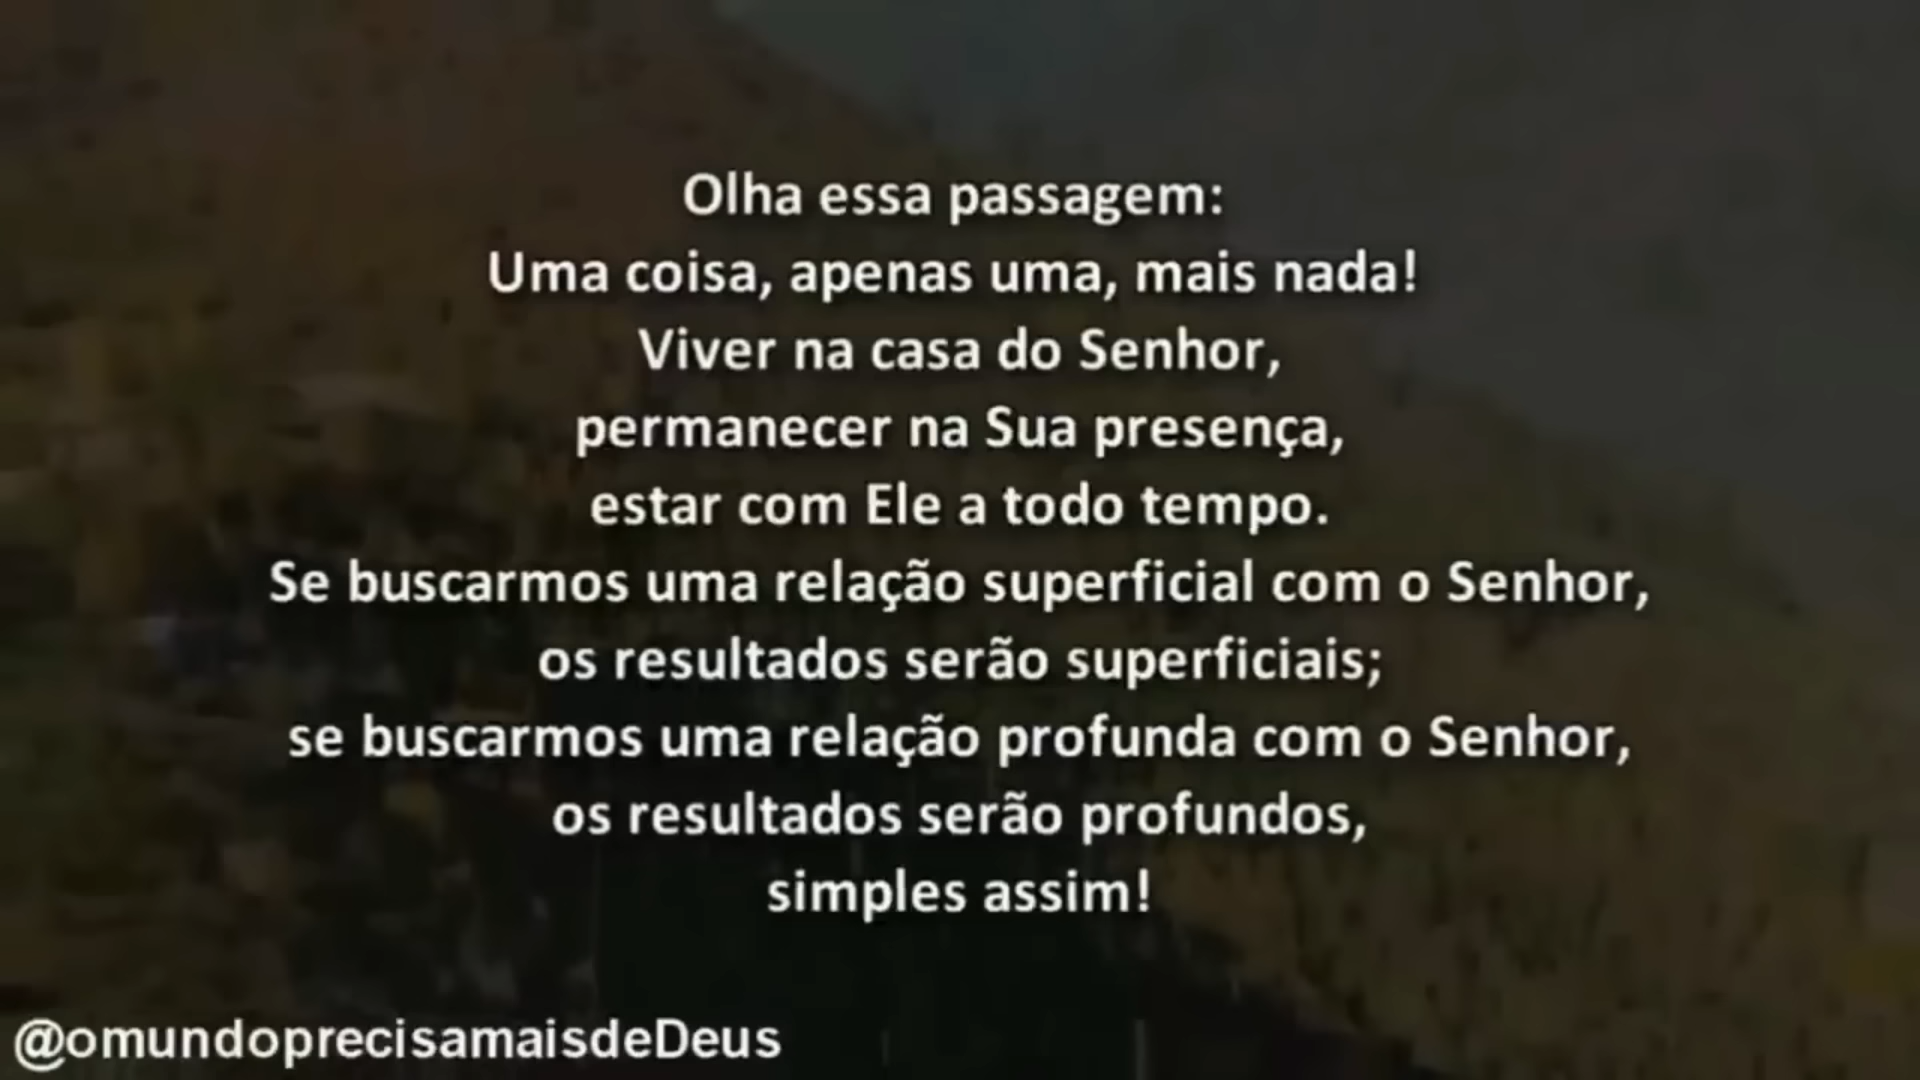 Olha essa passagem:
Uma coisa, apenas uma, mais nada!
Viver na casa do Senhor,
permanecer na Sua presença,
estar com Ele a todo tempo.
Se buscarmos uma relação superficial com o Senhor,
os resultados serão superficiais;
se buscarmos uma relação profunda com o Senhor,
os resultados serão profundos,
simples assim!
@omundoprecisamaisdeDeus